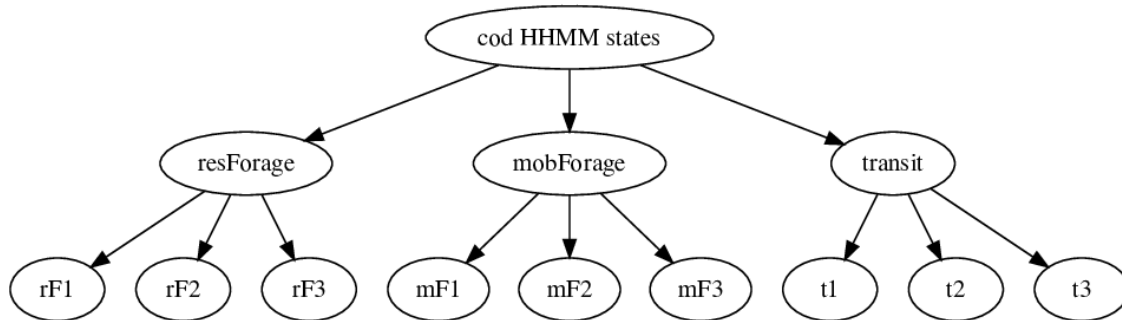 cod HHMM states
resForage
mobForage
transit
rF1
rF2
rF3
mF1
mF2
mF3
t1
t2
t3